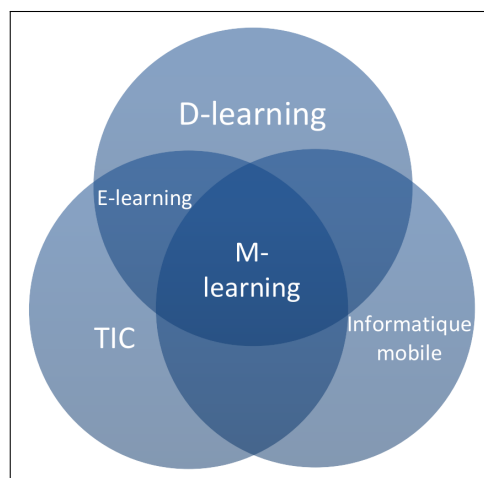 D-learning
E-learning
M-
learning
TIC
Informatique
mobile